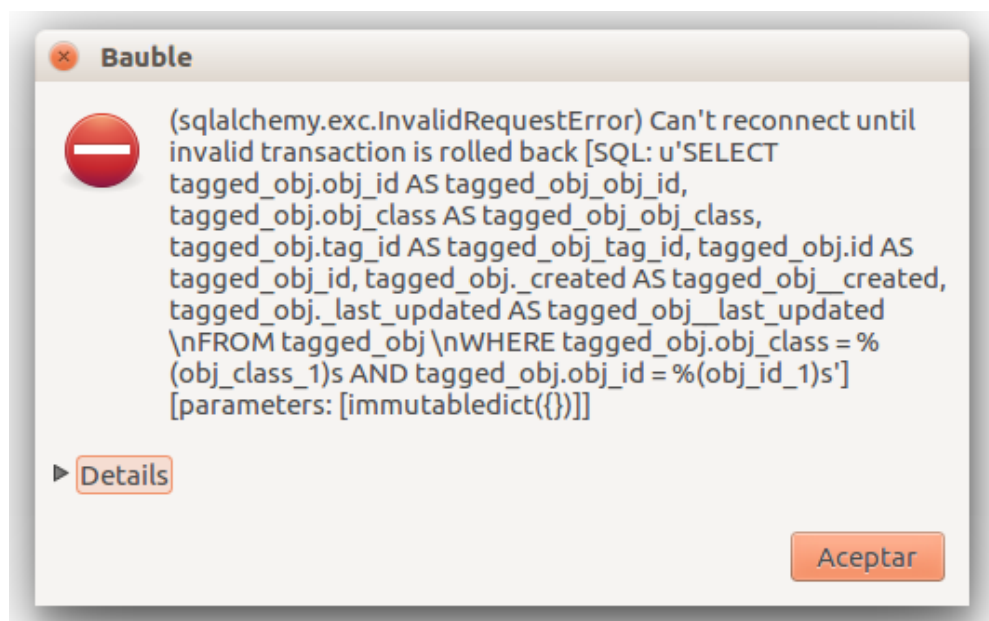 Bauble
(sqlalchemy.exc.InvalidRequestError) Can't reconnect until
invalid transaction is rolled back [SQL: u'SELECT
tagged_obj.obj_id AS tagged_obj_obj_id,
tagged_obj.obj_class AS tagged_obj_obj_class,
tagged_obj.tag_id AS tagged_obj_tag_id, tagged_obj.id AS
tagged_obj_id, tagged_obj._created AS tagged_obj__created,
tagged_obj._last_updated AS tagged_obj__last_updated
\nFROM tagged_obj \nWHERE tagged_obj.obj_class = %
(obj_class_1)s AND tagged_obj.obj_id = %(obj_id_1)s']
[parameters: [immutabledict({})]]
Details
Aceptar